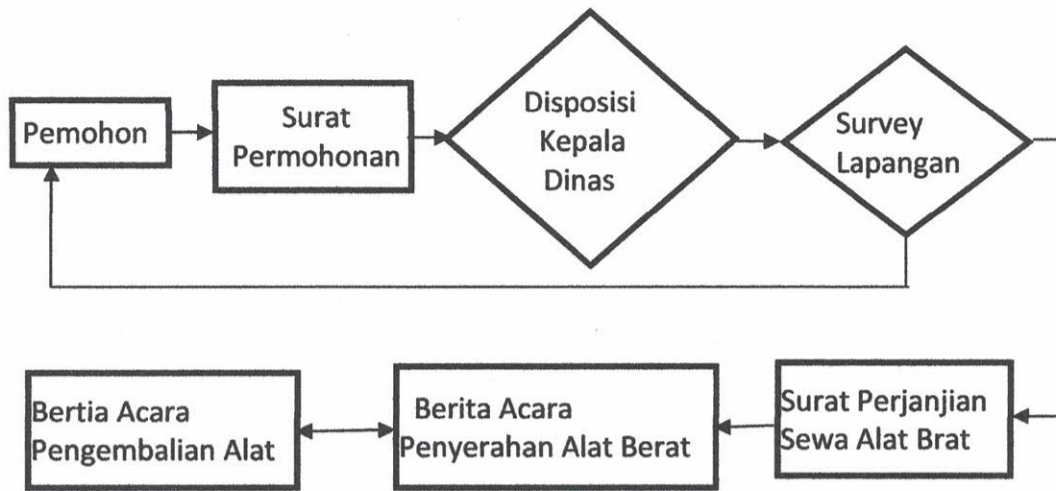 Pemohon
Surat
Permohonan
Disposisi
Kepala
Dinas
Survey
Lapangan
Bertia Acara
Pengembalian Alat
Berita Acara
Penyerahan Alat Berat
Surat Perjanjian
Sewa Alat Brat